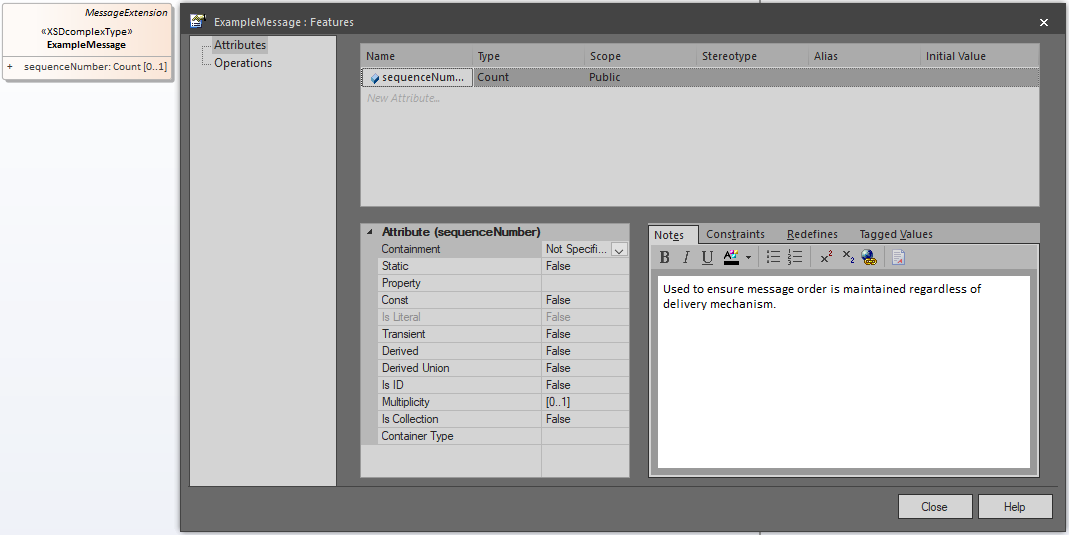 MessageExtension
«XSDcomplexType»
ExampleMessage
+ sequenceNumber: Count [0..1]
ExampleMessage : Features
Attributes
Operations
Name Type Scope Stereotype Alias Initial Value
sequenceNum... Count Public
New Attribute...
Attribute (sequenceNumber)
Containment Not Specifi...
Static False
Property
Const False
Is Literal False
Transient False
Derived False
Derived Union False
Is ID False
Multiplicity [0..1]
Is Collection False
Container Type
Notes Constraints Redefines Tagged Values
B I U A x² x₂
Used to ensure message order is maintained regardless of
delivery mechanism.
Close Help